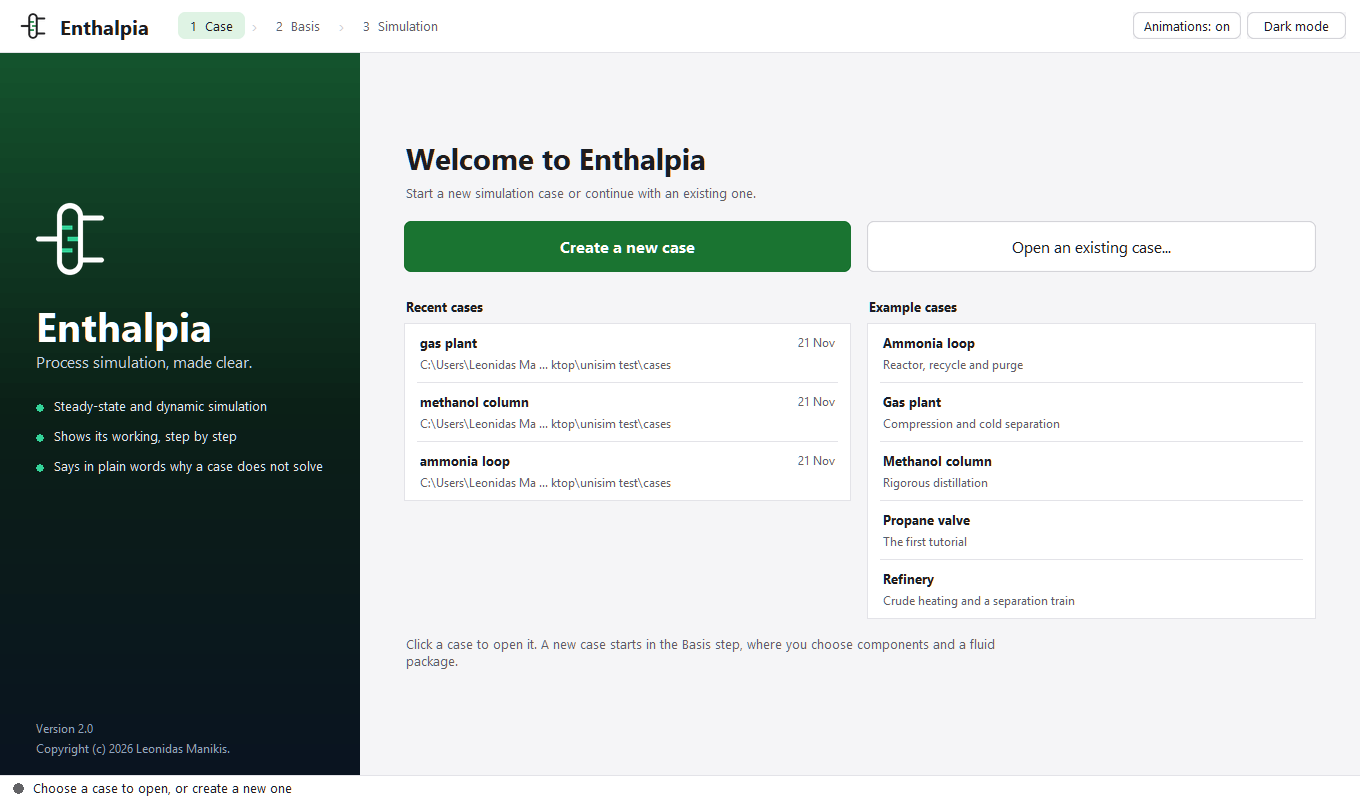 Enthalpia
1 Case › 2 Basis › 3 Simulation
Animations: on
Dark mode
Enthalpia
Process simulation, made clear.
Steady-state and dynamic simulation
Shows its working, step by step
Says in plain words why a case does not solve
Version 2.0
Copyright (c) 2026 Leonidas Manikis.
Welcome to Enthalpia
Start a new simulation case or continue with an existing one.
Create a new case
Open an existing case...
Recent cases
gas plant 21 Nov
C:\Users\Leonidas Ma ... ktop\unisim test\cases
methanol column 21 Nov
C:\Users\Leonidas Ma ... ktop\unisim test\cases
ammonia loop 21 Nov
C:\Users\Leonidas Ma ... ktop\unisim test\cases
Example cases
Ammonia loop
Reactor, recycle and purge
Gas plant
Compression and cold separation
Methanol column
Rigorous distillation
Propane valve
The first tutorial
Refinery
Crude heating and a separation train
Click a case to open it. A new case starts in the Basis step, where you choose components and a fluid
package.
Choose a case to open, or create a new one